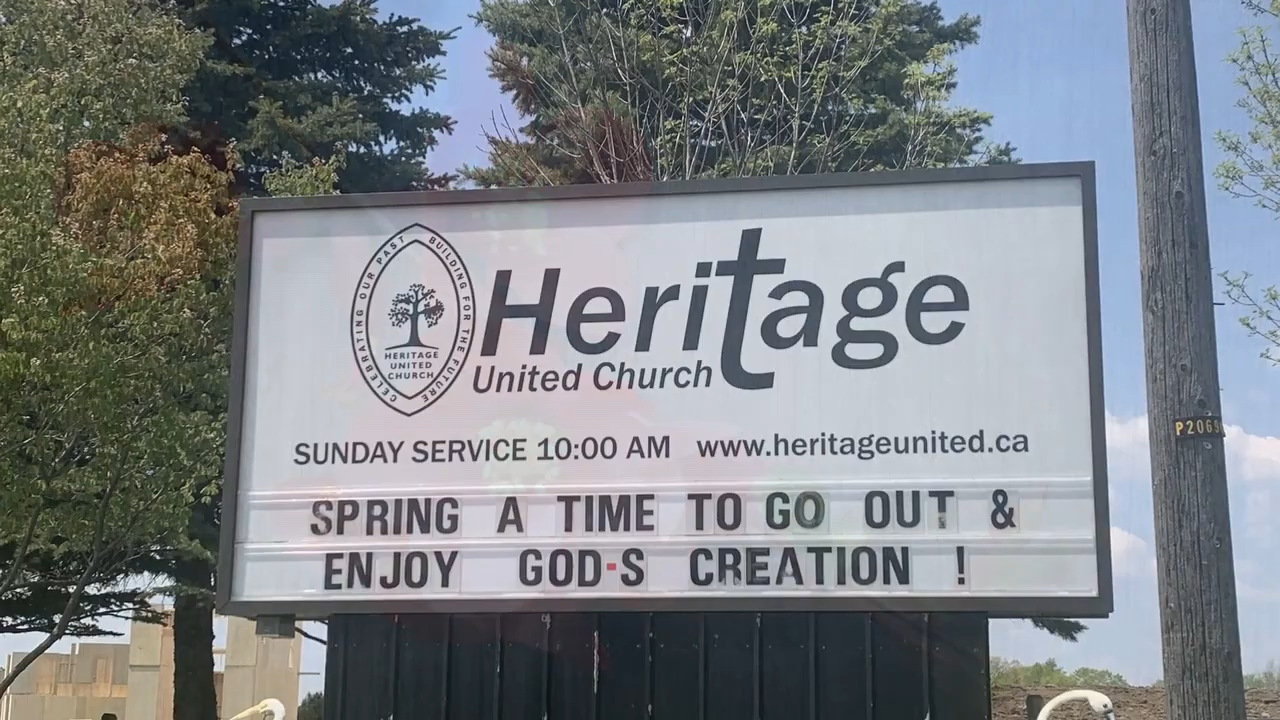 CELEBRATING OUR PAST BUILDING FOR THE FUTURE
HERITAGE
UNITED
CHURCH
Heritage
United Church
SUNDAY SERVICE 10:00 AM www.heritageunited.ca
SPRING A TIME TO GO OUT &
ENJOY GOD-S CREATION !